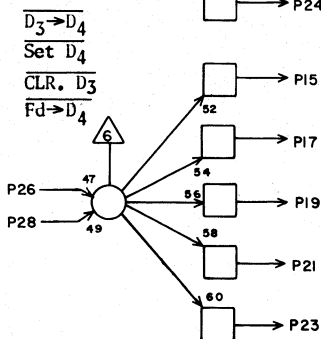 P24
D3→D4
Set D4
CLR. D3
Fd→D4
6
P15
52
P17
54
P26
47
56
P19
P28
49
58
P21
60
P23